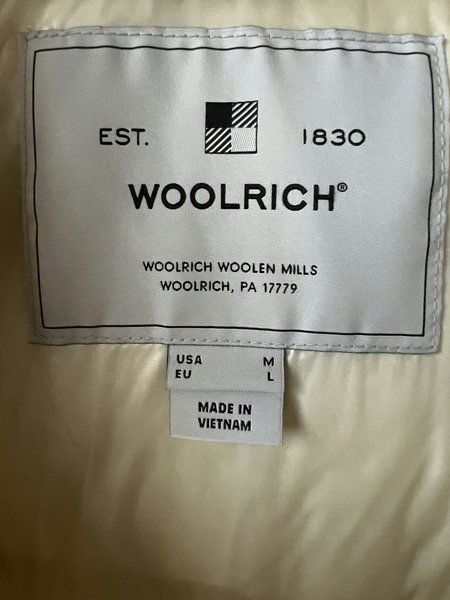 EST. 1830
WOOLRICH®
WOOLRICH WOOLEN MILLS
WOOLRICH, PA 17779
USA M
EU L
MADE IN
VIETNAM